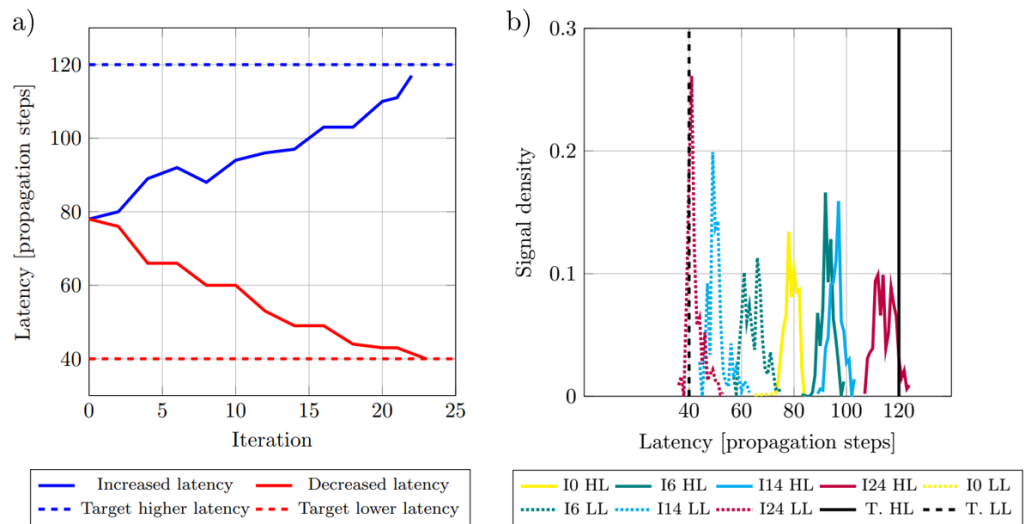 a)
Latency [propagation steps]
120
100
80
60
40
0 5 10 15 20 25
Iteration
Increased latency Decreased latency
Target higher latency Target lower latency
b)
Signal density
0.3
0.2
0.1
0
40 60 80 100 120
Latency [propagation steps]
I0 HL I6 HL I14 HL I24 HL I0 LL
I6 LL I14 LL I24 LL T. HL T. LL